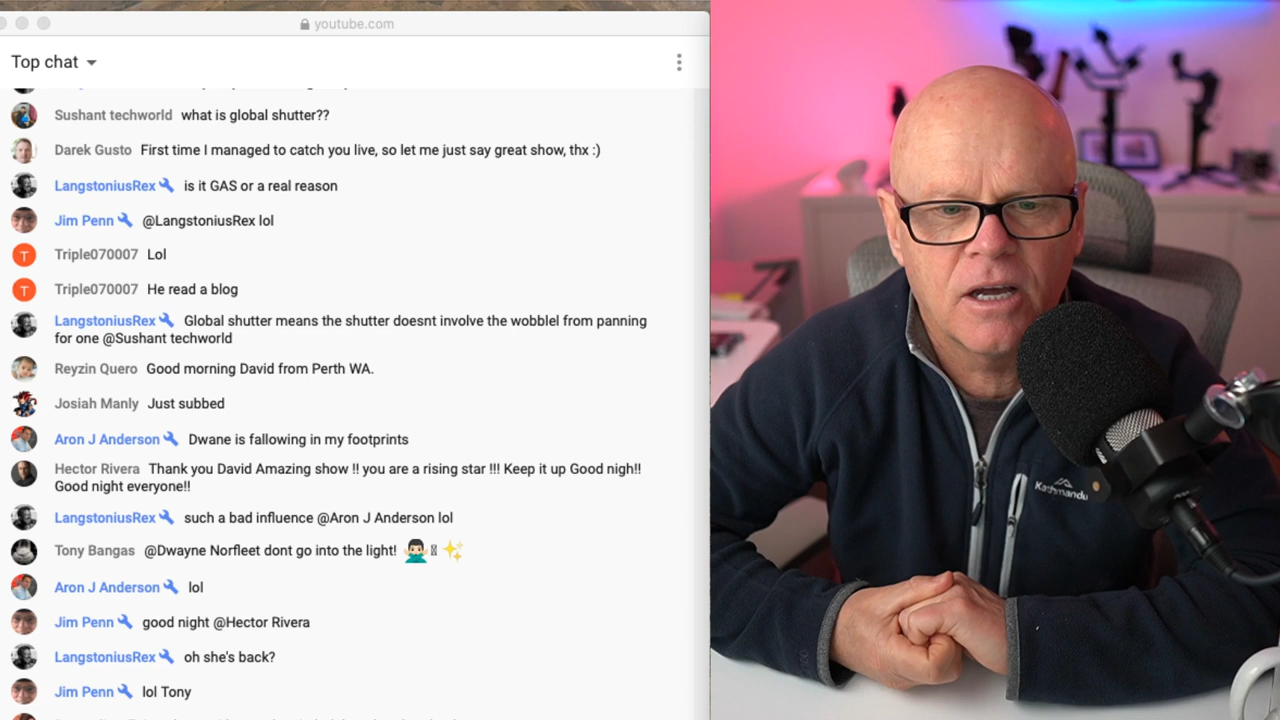 youtube.com
Top chat
Sushant techworld what is global shutter??
Darek Gusto First time I managed to catch you live, so let me just say great show, thx :)
LangstoniusRex is it GAS or a real reason
Jim Penn @LangstoniusRex lol
T Triple070007 Lol
T Triple070007 He read a blog
LangstoniusRex Global shutter means the shutter doesnt involve the wobblel from panning
for one @Sushant techworld
Reyzin Quero Good morning David from Perth WA.
Josiah Manly Just subbed
Aron J Anderson Dwane is fallowing in my footprints
Hector Rivera Thank you David Amazing show !! you are a rising star !!! Keep it up Good nigh!!
Good night everyone!!
LangstoniusRex such a bad influence @Aron J Anderson lol
Tony Bangas @Dwayne Norfleet dont go into the light! 🙅🏻‍♂️ ✨
Aron J Anderson lol
Jim Penn good night @Hector Rivera
LangstoniusRex oh she's back?
Jim Penn lol Tony
Kathmandu